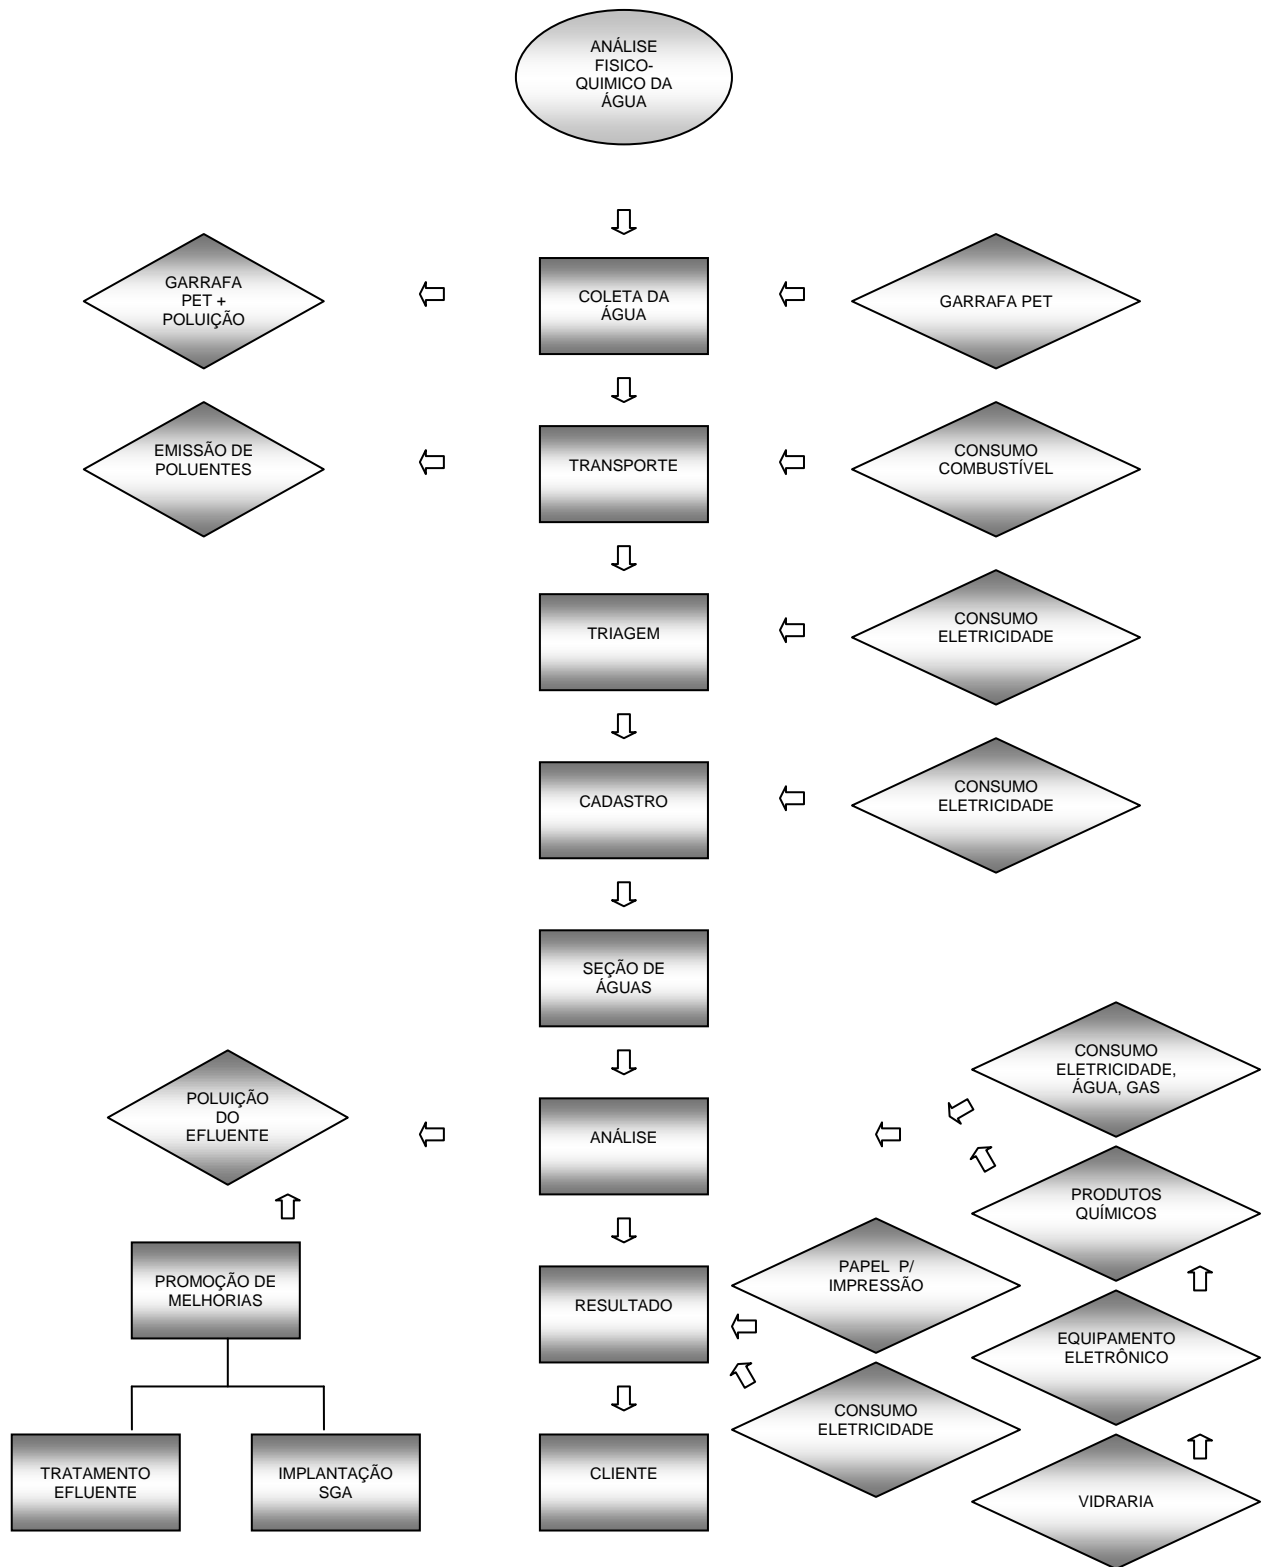 ANÁLISE
FISICO-
QUIMICO DA
ÁGUA
GARRAFA
PET +
POLUIÇÃO
COLETA DA
ÁGUA
GARRAFA PET
EMISSÃO DE
POLUENTES
TRANSPORTE
CONSUMO
COMBUSTÍVEL
TRIAGEM
CONSUMO
ELETRICIDADE
CADASTRO
CONSUMO
ELETRICIDADE
SEÇÃO DE
ÁGUAS
CONSUMO
ELETRICIDADE,
ÁGUA, GAS
POLUIÇÃO
DO
EFLUENTE
ANÁLISE
PRODUTOS
QUÍMICOS
PROMOÇÃO DE
MELHORIAS
RESULTADO
PAPEL P/
IMPRESSÃO
EQUIPAMENTO
ELETRÔNICO
CONSUMO
ELETRICIDADE
TRATAMENTO
EFLUENTE
IMPLANTAÇÃO
SGA
CLIENTE
VIDRARIA